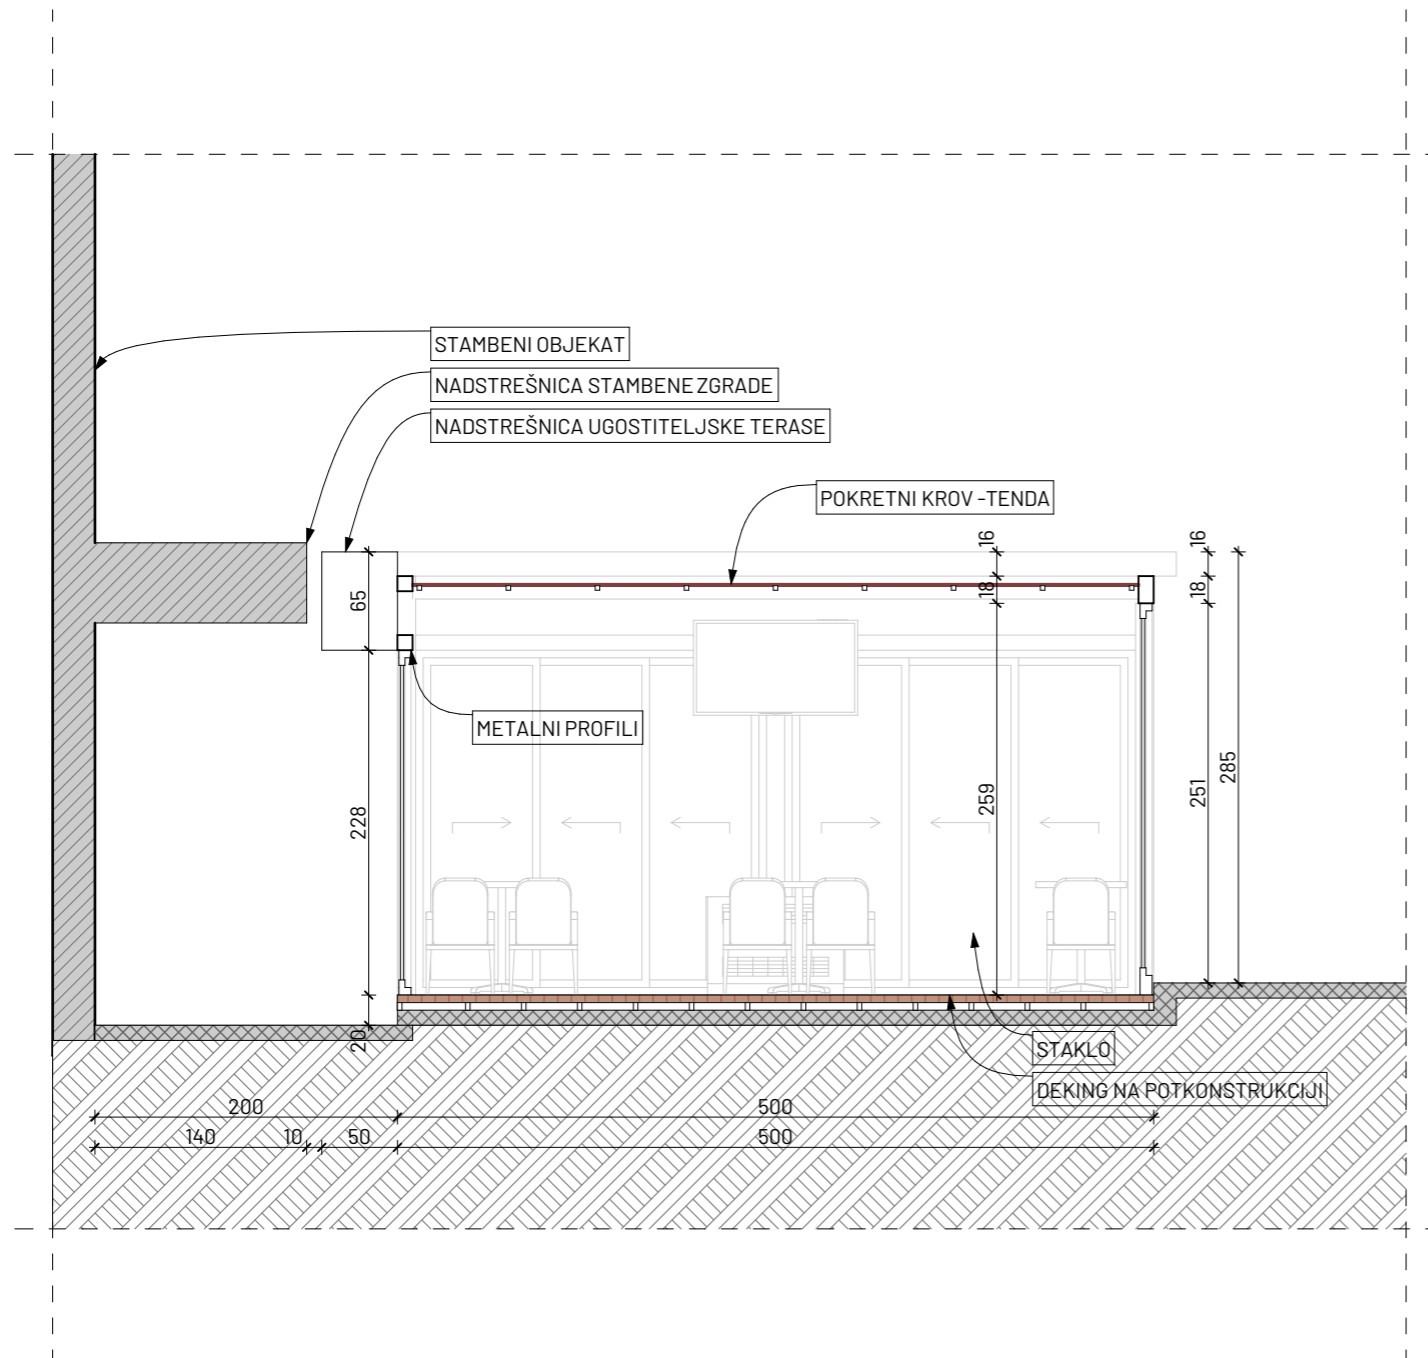 STAMBENI OBJEKAT
NADSTREŠNICA STAMBENE ZGRADE
NADSTREŠNICA UGOSTITELJSKE TERASE
POKRETNI KROV -TENDA
16
16
18
18
65
METALNI PROFILI
285
251
259
228
20
STAKLO
DEKING NA POTKONSTRUKCIJI
200
500
140
10
50
500